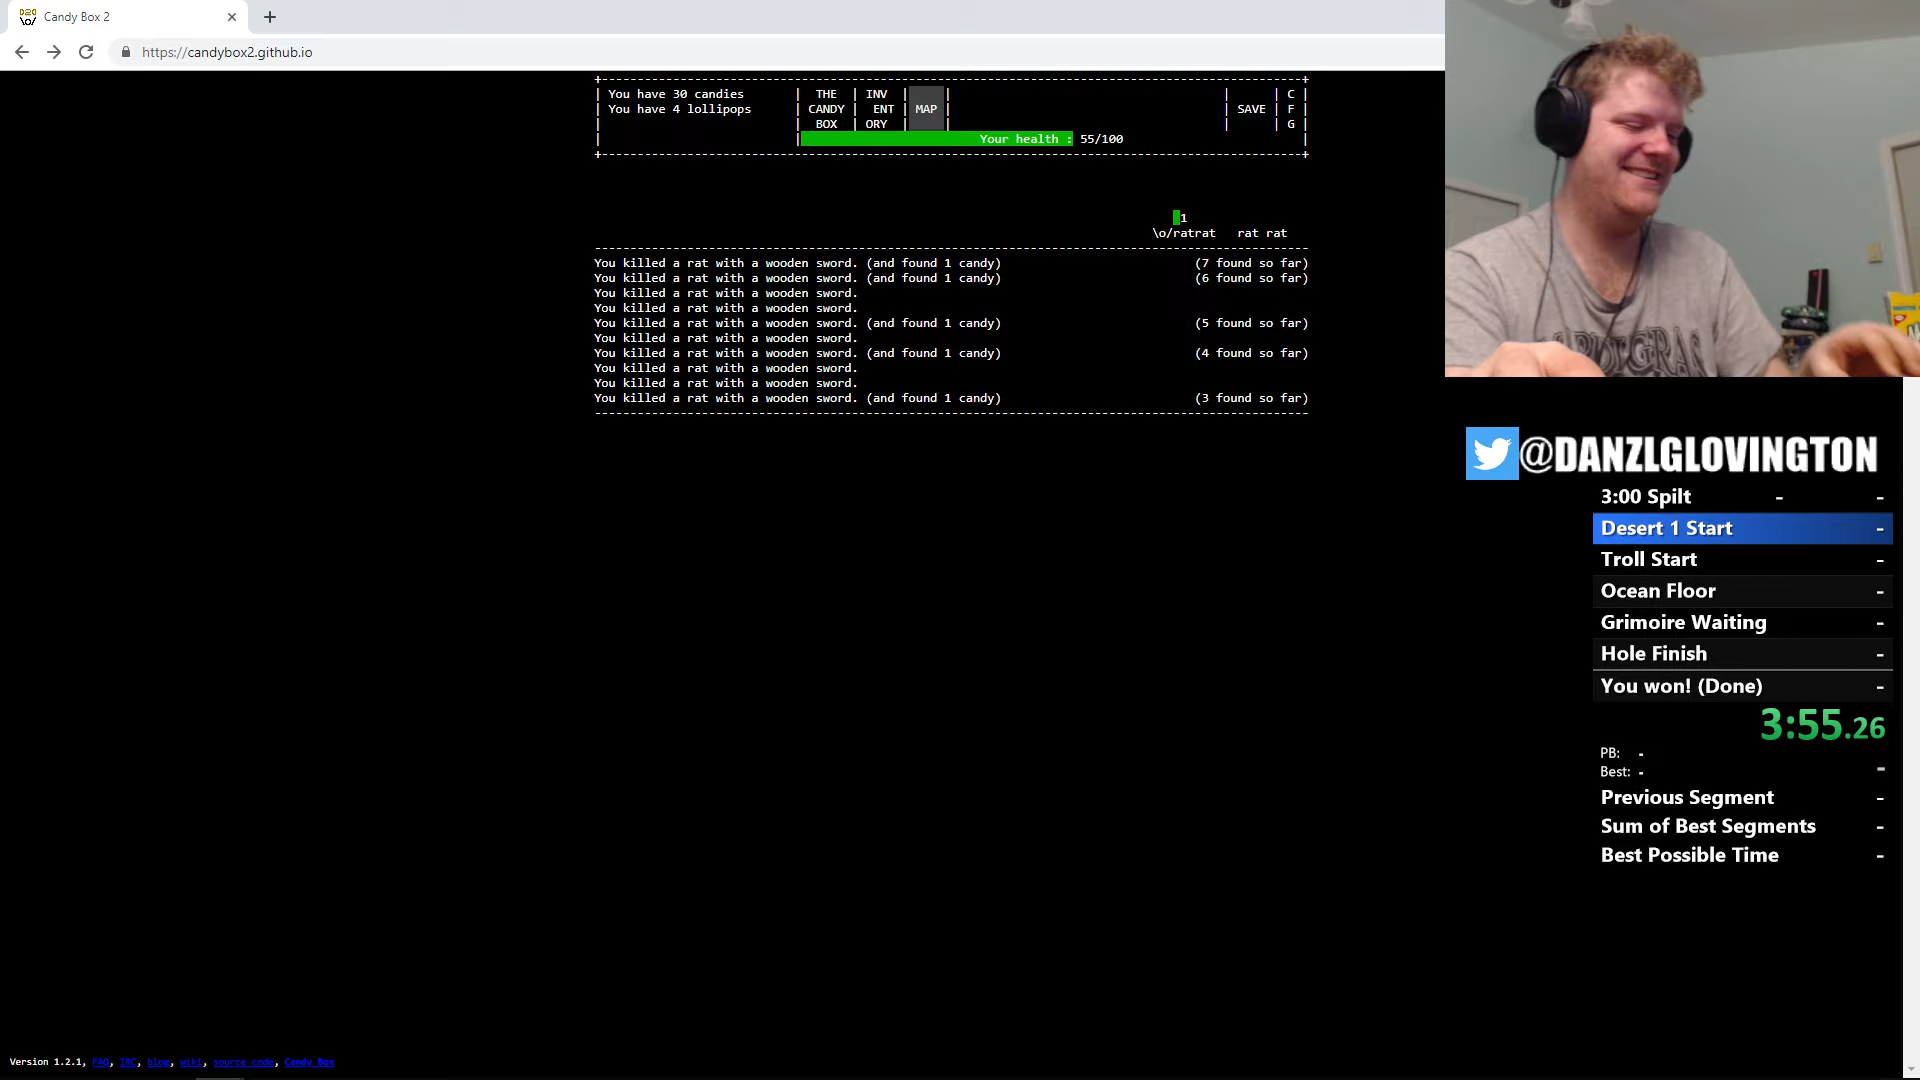 Candy Box 2
https://candybox2.github.io
You have 30 candies
You have 4 lollipops
THE CANDY BOX
INV ENT ORY
MAP
SAVE
C F G
Your health : 55/100
1
\o/ratrat rat rat
You killed a rat with a wooden sword. (and found 1 candy) (7 found so far)
You killed a rat with a wooden sword. (and found 1 candy) (6 found so far)
You killed a rat with a wooden sword.
You killed a rat with a wooden sword.
You killed a rat with a wooden sword. (and found 1 candy) (5 found so far)
You killed a rat with a wooden sword.
You killed a rat with a wooden sword. (and found 1 candy) (4 found so far)
You killed a rat with a wooden sword.
You killed a rat with a wooden sword.
You killed a rat with a wooden sword. (and found 1 candy) (3 found so far)
@DANZLGLOVINGTON
3:00 Spilt - -
Desert 1 Start -
Troll Start -
Ocean Floor -
Grimoire Waiting -
Hole Finish -
You won! (Done) -
3:55.26
PB: -
Best: - -
Previous Segment -
Sum of Best Segments -
Best Possible Time -
Version 1.2.1, FAQ, IRC, blog, wiki, source code, Candy Box